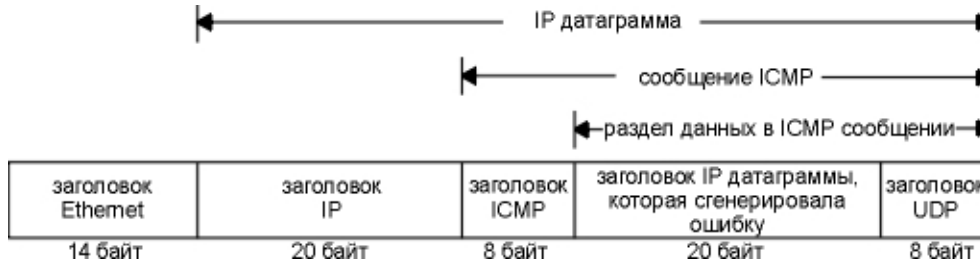 IP датаграмма
сообщение ICMP
раздел данных в ICMP сообщении
заголовок
Ethernet
заголовок
IP
заголовок
ICMP
заголовок IP датаграммы,
которая сгенерировала
ошибку
заголовок
UDP
14 байт
20 байт
8 байт
20 байт
8 байт